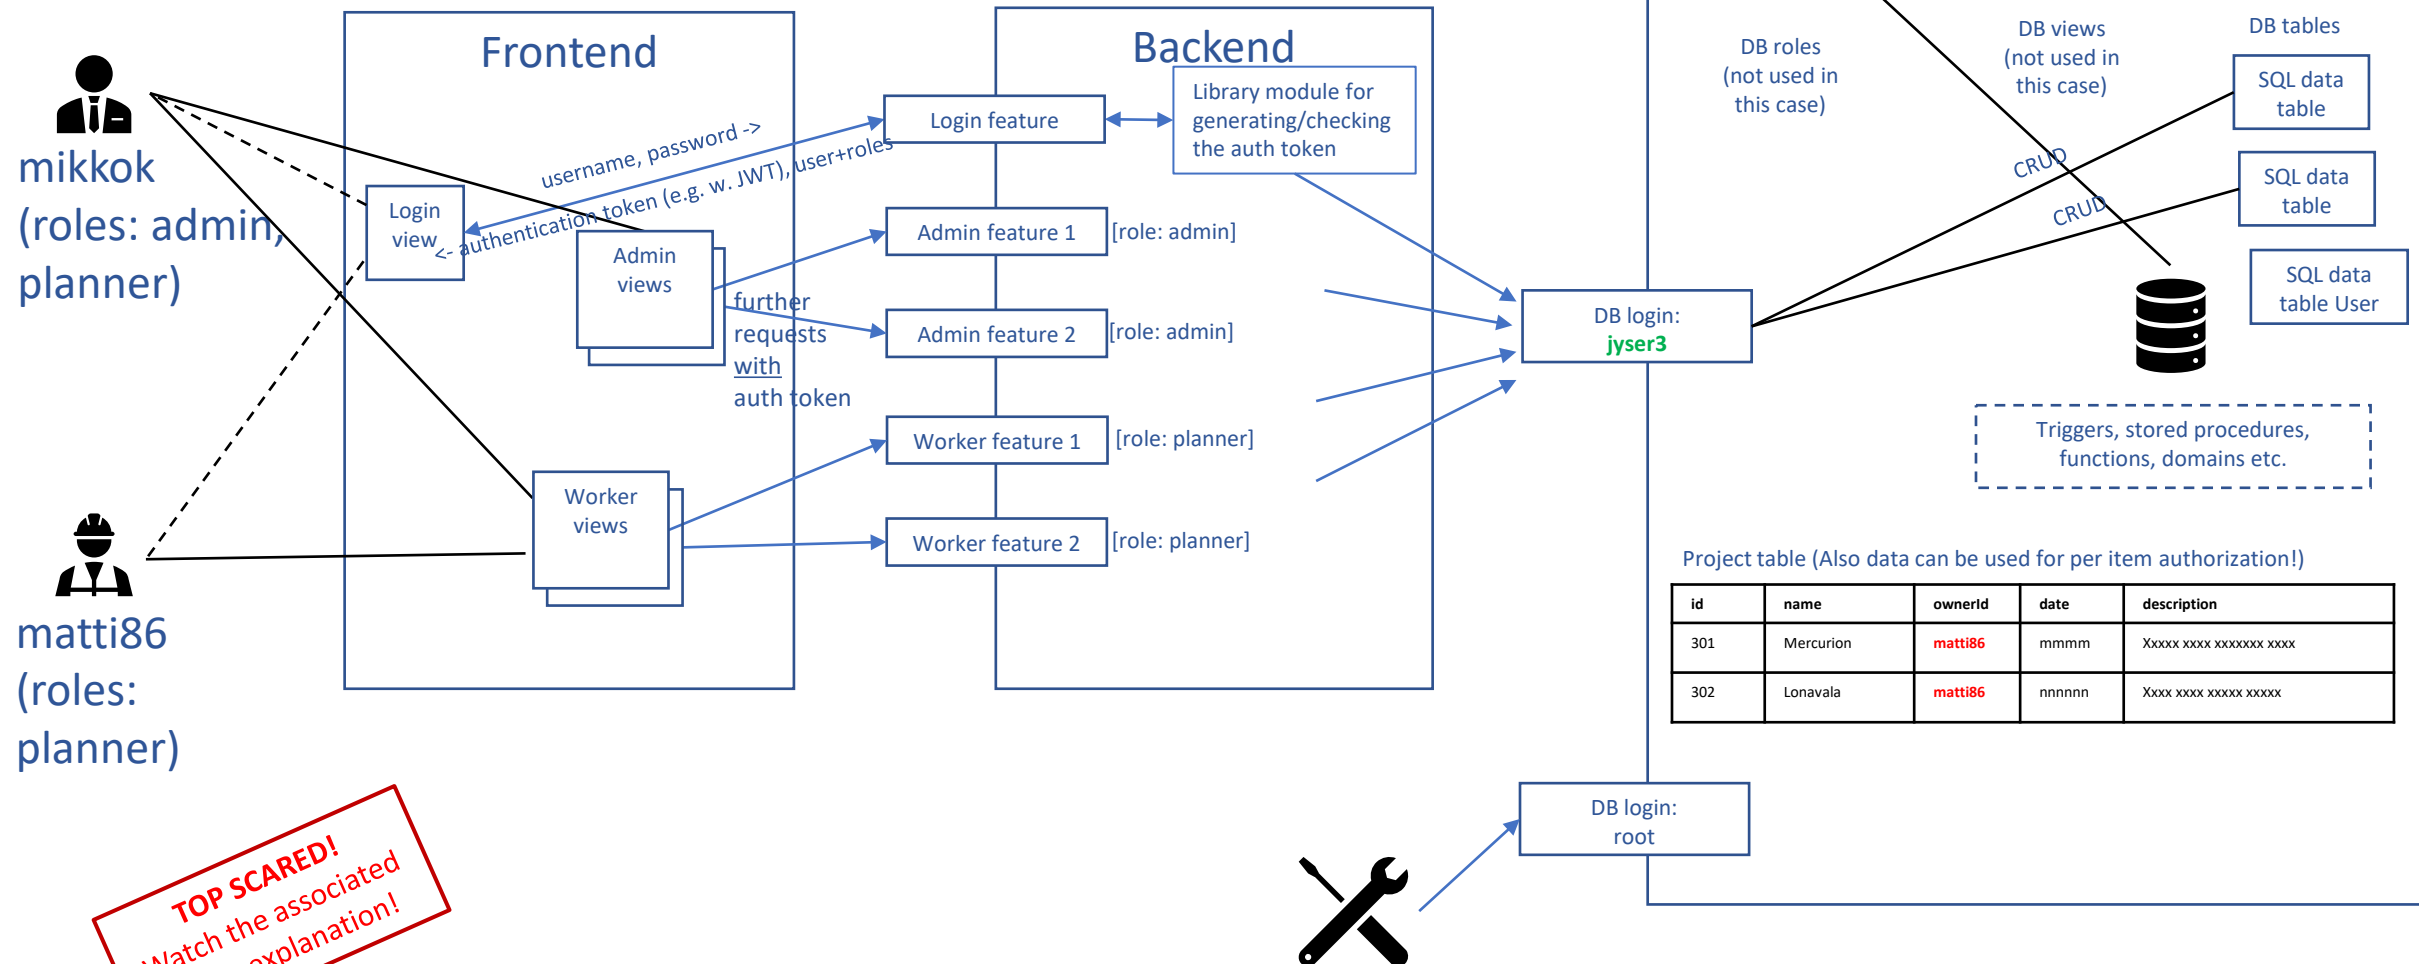 Frontend
Backend
DB roles
(not used in
this case)
DB views
(not used in
this case)
DB tables
SQL data
table
SQL data
table
SQL data
table User
mikkok
(roles: admin,
planner)
Login
view
username, password ->
<- authentication token (e.g. w. JWT), user+roles
Login feature
Library module for
generating/checking
the auth token
Admin
views
Admin feature 1
[role: admin]
further
requests
with
auth token
Admin feature 2
[role: admin]
Worker feature 1
[role: planner]
Worker
views
Worker feature 2
[role: planner]
DB login:
jyser3
CRUD
CRUD
Triggers, stored procedures,
functions, domains etc.
matti86
(roles:
planner)
Project table (Also data can be used for per item authorization!)
id name ownerId date description
301 Mercurion matti86 mmmm Xxxxx xxxx xxxxxxx xxxx
302 Lonavala matti86 nnnnnn Xxxx xxxx xxxxx xxxxx
DB login:
root
TOP SCARED!
Watch the associated
explanation!